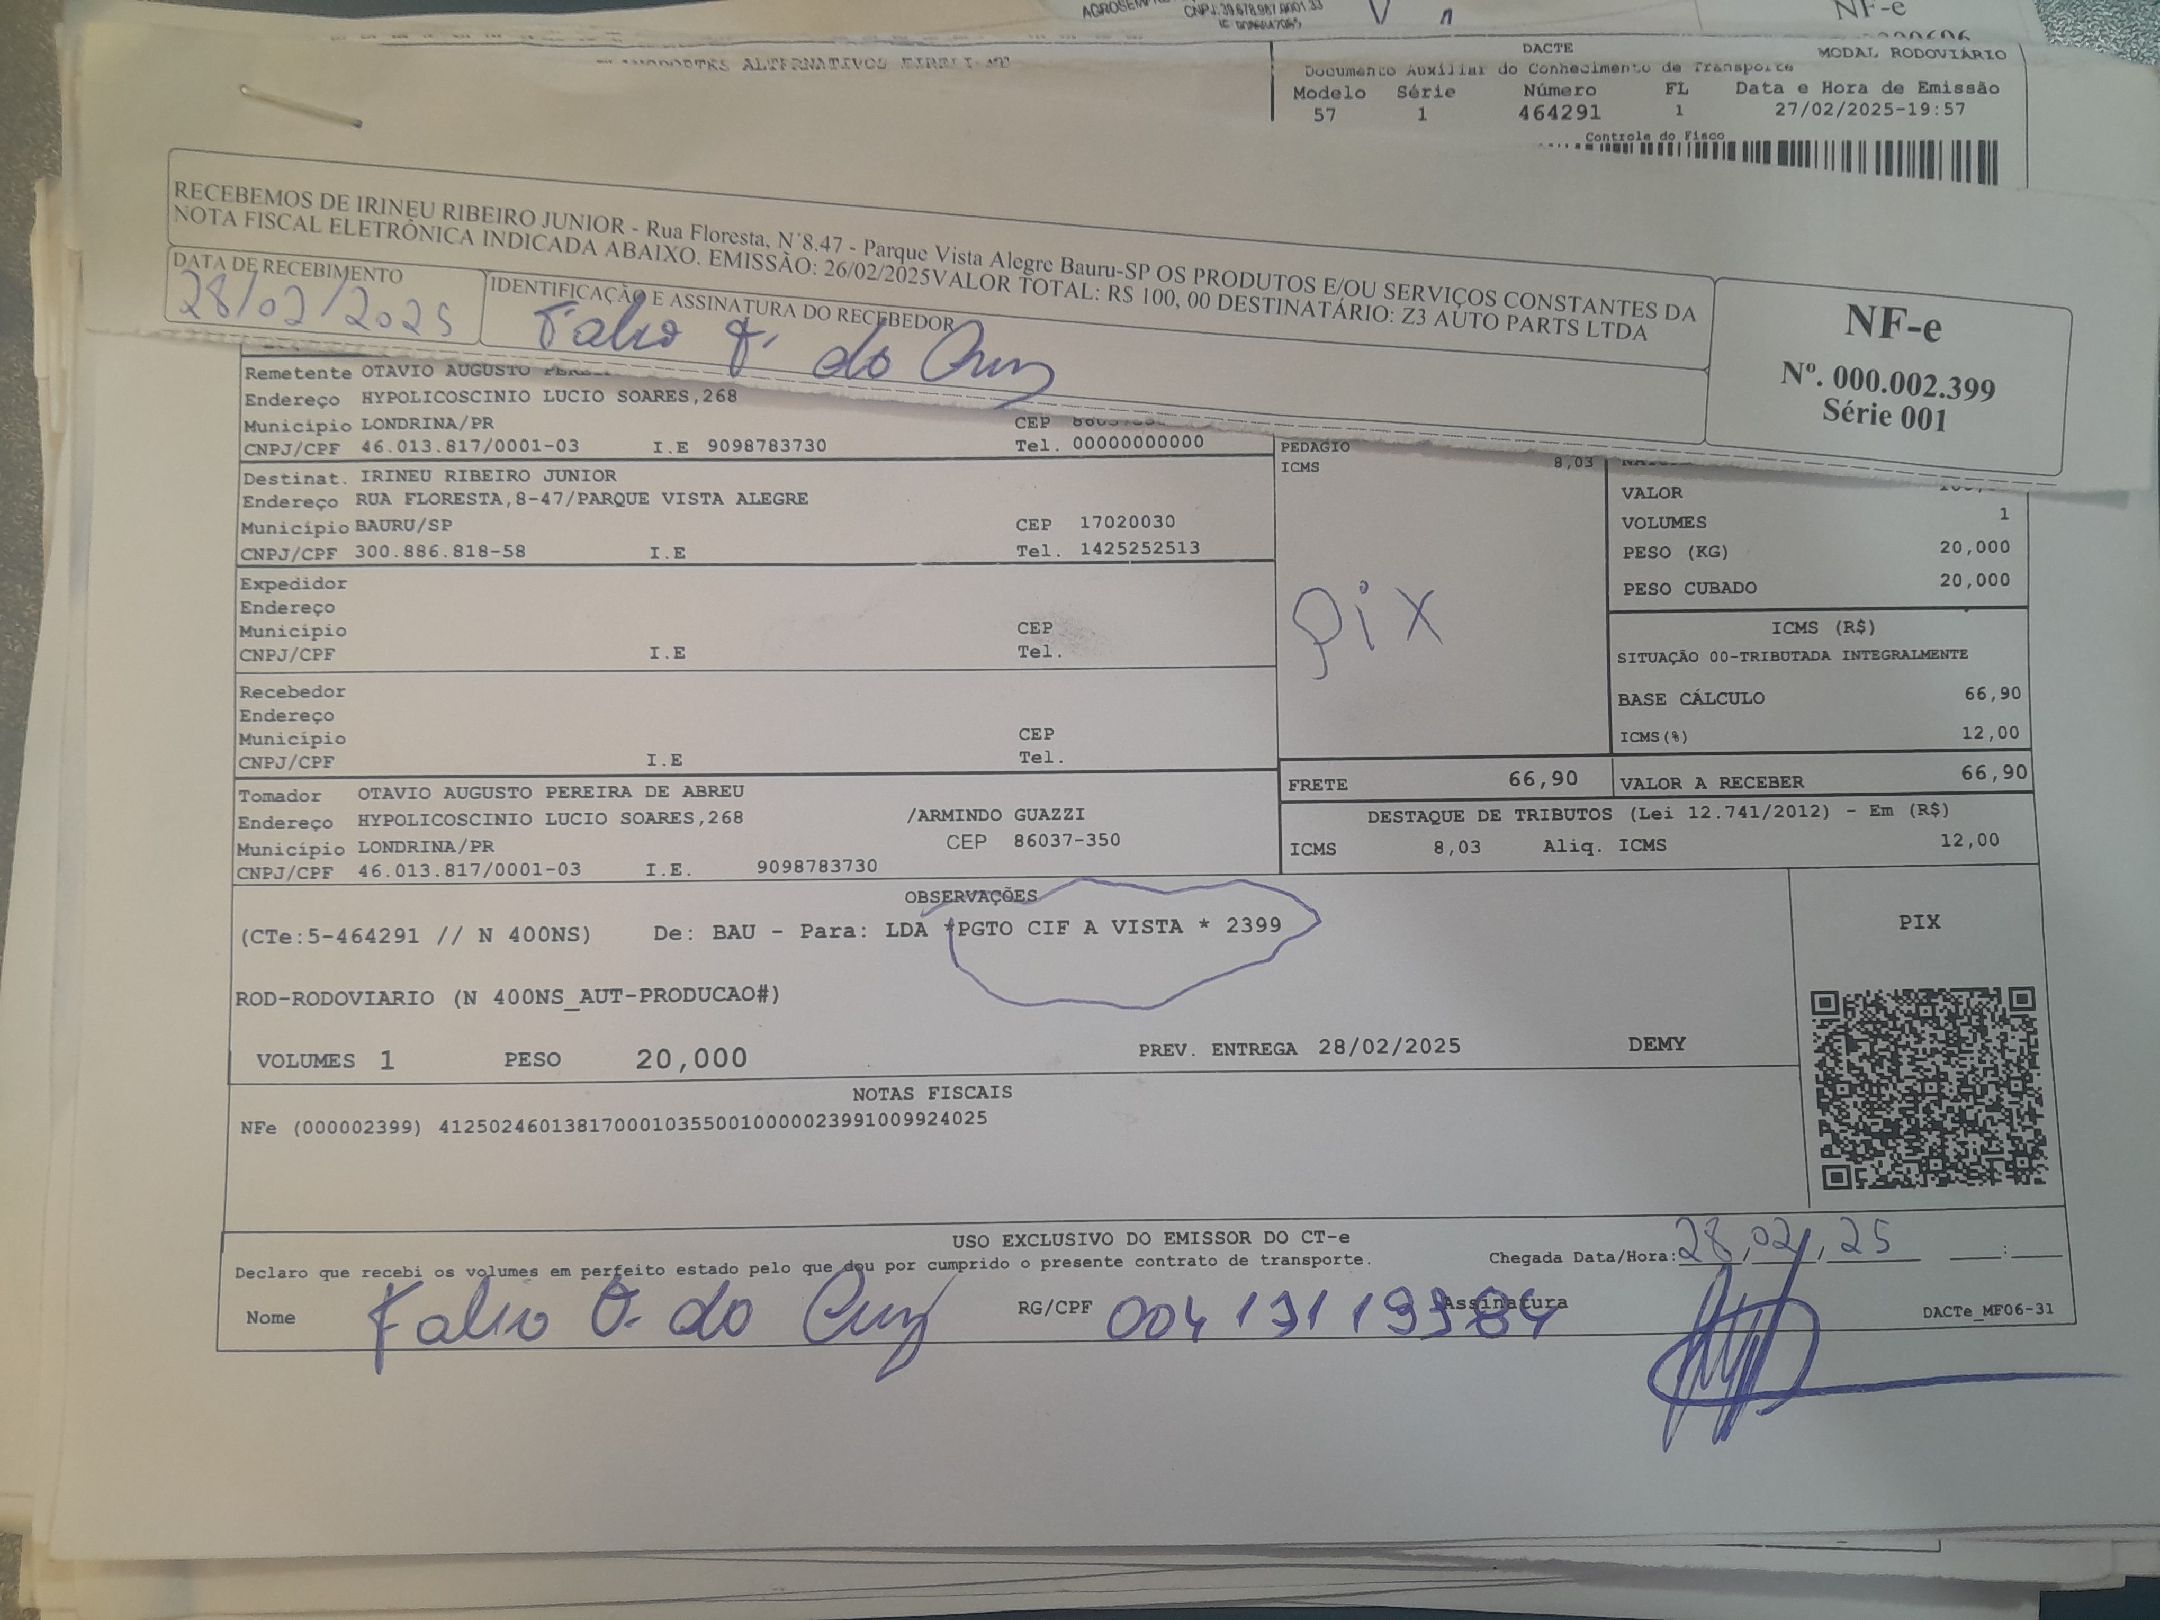 CNPJ.39.678.967.0001.33
NF-e
DACTE
MODAL RODOVIÁRIO
ALTERNATIVOS EIRELI
Documento Auxiliar do Conhecimento de Transporte
Modelo Série Número FL Data e Hora de Emissão
57 1 464291 1 27/02/2025-19:57
Controle do Fisco
RECEBEMOS DE IRINEU RIBEIRO JUNIOR - Rua Floresta, N°8.47 - Parque Vista Alegre Bauru-SP OS PRODUTOS E/OU SERVIÇOS CONSTANTES DA
NOTA FISCAL ELETRÔNICA INDICADA ABAIXO. EMISSÃO: 26/02/2025VALOR TOTAL: R$ 100, 00 DESTINATÁRIO: Z3 AUTO PARTS LTDA
DATA DE RECEBIMENTO
28/02/2025
IDENTIFICAÇÃO E ASSINATURA DO RECEBEDOR
do Cruz
NF-e
Nº. 000.002.399
Série 001
Remetente OTAVIO AUGUSTO
Endereço HYPOLICOSCINIO LUCIO SOARES,268
Município LONDRINA/PR CEP
CNPJ/CPF 46.013.817/0001-03 I.E 9098783730 Tel. 00000000000
Destinat. IRINEU RIBEIRO JUNIOR
Endereço RUA FLORESTA,8-47/PARQUE VISTA ALEGRE
Município BAURU/SP CEP 17020030
CNPJ/CPF 300.886.818-58 I.E Tel. 1425252513
Expedidor
Endereço
Município CEP
CNPJ/CPF I.E Tel.
Recebedor
Endereço
Município CEP
CNPJ/CPF I.E Tel.
Tomador OTAVIO AUGUSTO PEREIRA DE ABREU
Endereço HYPOLICOSCINIO LUCIO SOARES,268 /ARMINDO GUAZZI
Município LONDRINA/PR CEP 86037-350
CNPJ/CPF 46.013.817/0001-03 I.E. 9098783730
PEDAGIO
ICMS 8,03
pix
VALOR
VOLUMES 1
PESO (KG) 20,000
PESO CUBADO 20,000
ICMS (R$)
SITUAÇÃO 00-TRIBUTADA INTEGRALMENTE
BASE CÁLCULO 66,90
ICMS(%) 12,00
FRETE 66,90 VALOR A RECEBER 66,90
DESTAQUE DE TRIBUTOS (Lei 12.741/2012) - Em (R$)
ICMS 8,03 Aliq. ICMS 12,00
OBSERVAÇÕES
(CTe:5-464291 // N 400NS) De: BAU - Para: LDA *PGTO CIF A VISTA * 2399
ROD-RODOVIARIO (N 400NS_AUT-PRODUCAO#)
VOLUMES 1 PESO 20,000 PREV. ENTREGA 28/02/2025 DEMY
PIX
NOTAS FISCAIS
NFe (000002399) 41250246013817000103550010000023991009924025
USO EXCLUSIVO DO EMISSOR DO CT-e
Declaro que recebi os volumes em perfeito estado pelo que dou por cumprido o presente contrato de transporte.
Chegada Data/Hora: 28,02,25 :
Nome do Cruz RG/CPF Assinatura
DACTe_MF06-31